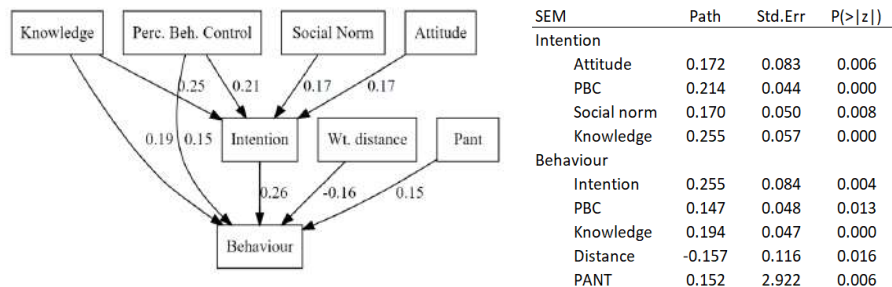 Knowledge
Perc. Beh. Control
Social Norm
Attitude
0.25
0.21
0.17
0.17
0.19
0.15
Intention
Wt. distance
Pant
0.26
-0.16
0.15
Behaviour
SEM Path Std.Err P(>|z|)
Intention
Attitude 0.172 0.083 0.006
PBC 0.214 0.044 0.000
Social norm 0.170 0.050 0.008
Knowledge 0.255 0.057 0.000
Behaviour
Intention 0.255 0.084 0.004
PBC 0.147 0.048 0.013
Knowledge 0.194 0.047 0.000
Distance -0.157 0.116 0.016
PANT 0.152 2.922 0.006